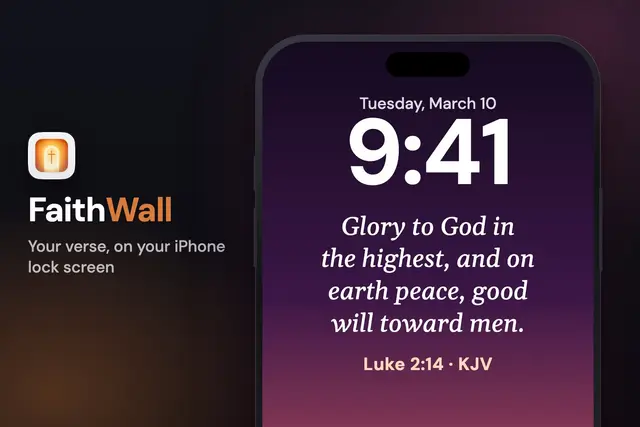 FaithWall
Your verse, on your iPhone
lock screen
Tuesday, March 10
9:41
Glory to God in
the highest, and on
earth peace, good
will toward men.
Luke 2:14 · KJV